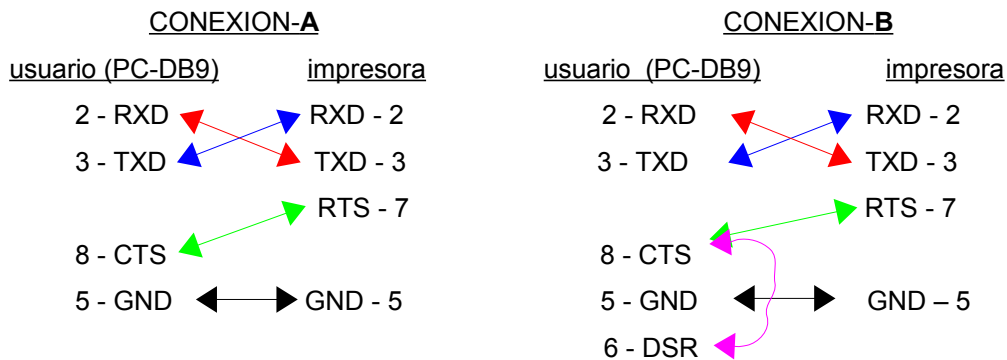 CONEXION-A
usuario (PC-DB9) impresora
2 - RXD RXD - 2
3 - TXD TXD - 3
RTS - 7
8 - CTS
5 - GND GND - 5
CONEXION-B
usuario (PC-DB9) impresora
2 - RXD RXD - 2
3 - TXD TXD - 3
RTS - 7
8 - CTS
5 - GND GND – 5
6 - DSR